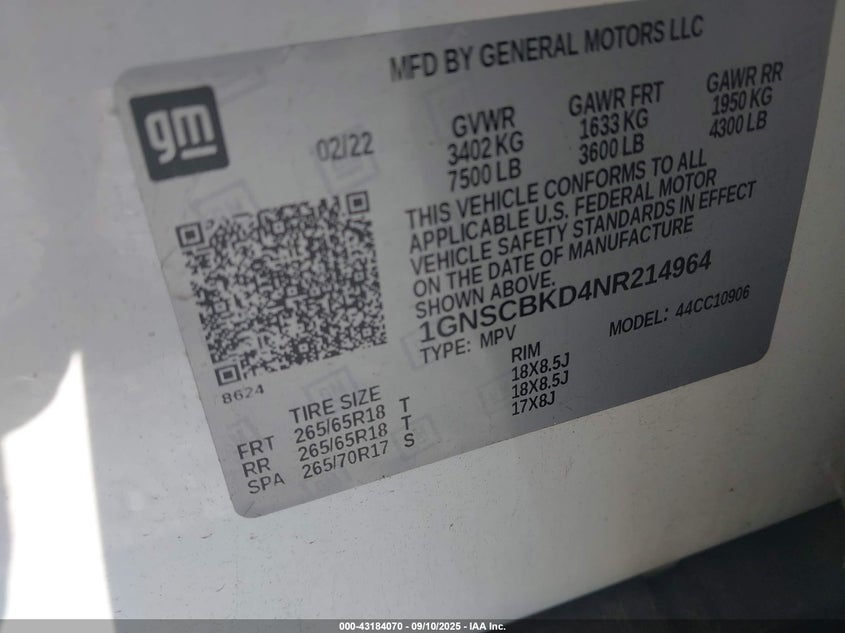 MFD BY GENERAL MOTORS LLC
gm
02/22
GVWR
3402 KG
7500 LB
GAWR FRT
1633 KG
3600 LB
GAWR RR
1950 KG
4300 LB
THIS VEHICLE CONFORMS TO ALL
APPLICABLE U.S. FEDERAL MOTOR
VEHICLE SAFETY STANDARDS IN EFFECT
ON THE DATE OF MANUFACTURE
SHOWN ABOVE.
1GNSCBKD4NR214964
TYPE: MPV
MODEL: 44CC10906
8624
TIRE SIZE
RIM
FRT 265/65R18 T 18X8.5J
RR 265/65R18 T 18X8.5J
SPA 265/70R17 S 17X8J
000-43184070 - 09/10/2025 - IAA Inc.